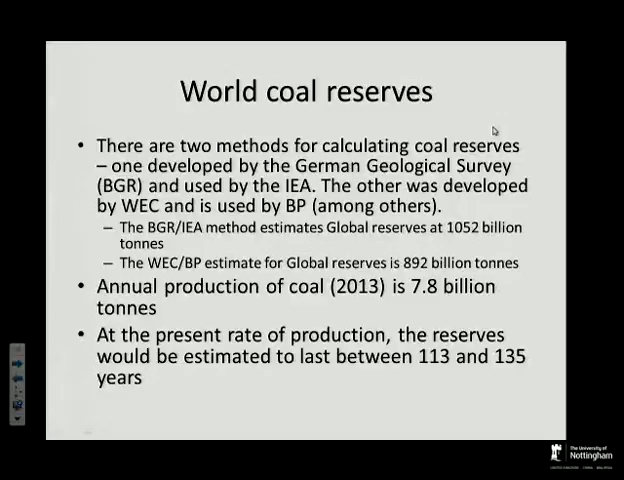 World coal reserves
• There are two methods for calculating coal reserves
– one developed by the German Geological Survey
(BGR) and used by the IEA. The other was developed
by WEC and is used by BP (among others).
– The BGR/IEA method estimates Global reserves at 1052 billion
tonnes
– The WEC/BP estimate for Global reserves is 892 billion tonnes
• Annual production of coal (2013) is 7.8 billion
tonnes
• At the present rate of production, the reserves
would be estimated to last between 113 and 135
years
The University of
Nottingham
UNITED KINGDOM · CHINA · MALAYSIA